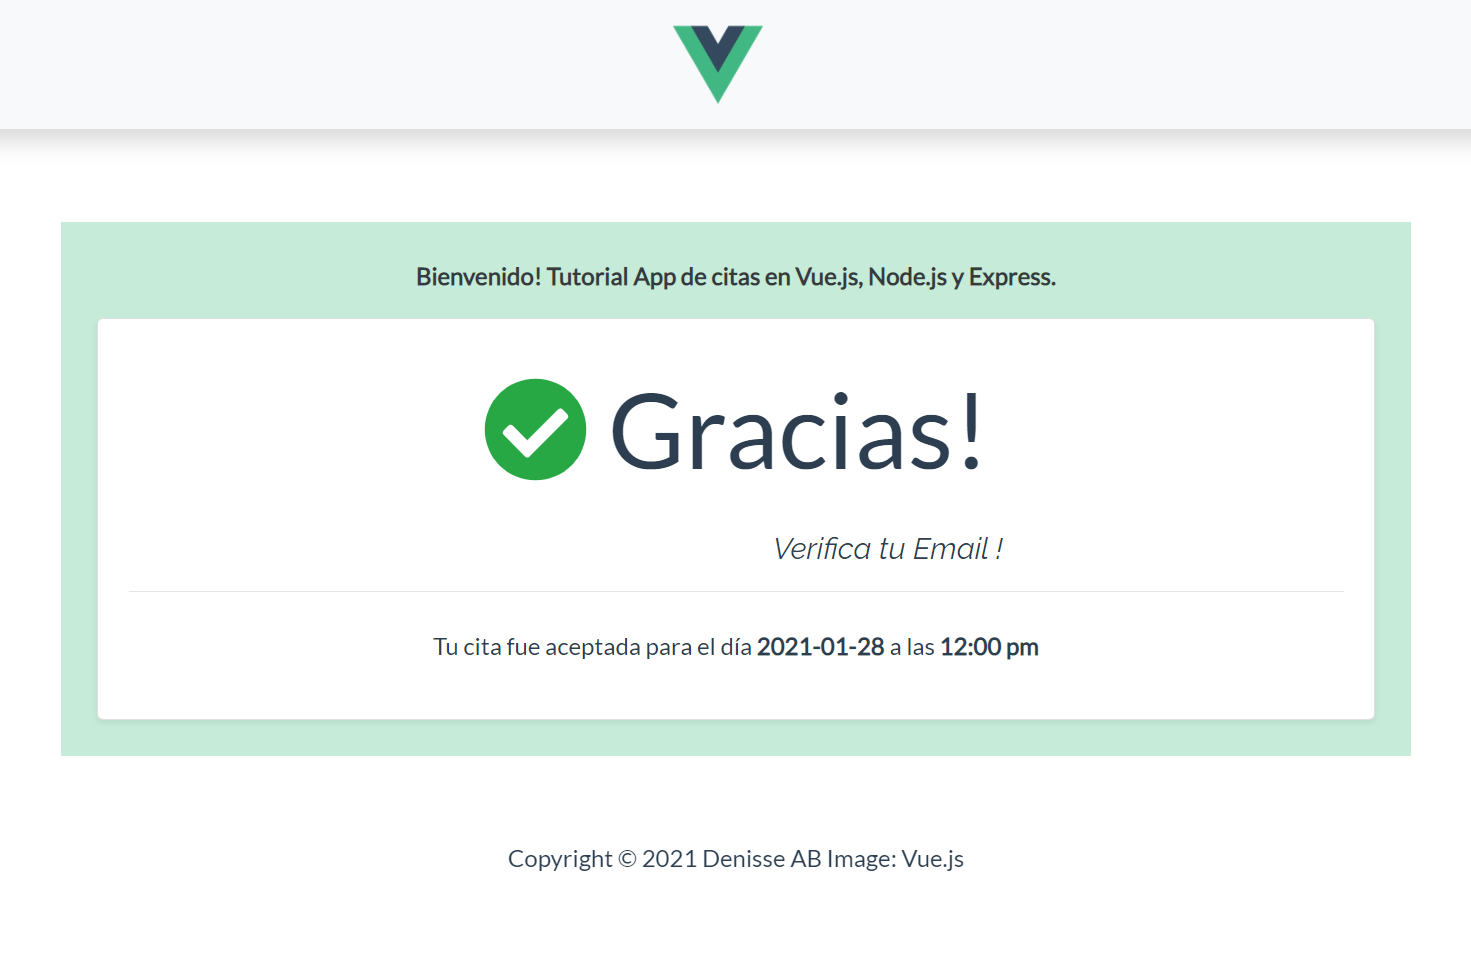 Bienvenido! Tutorial App de citas en Vue.js, Node.js y Express.
Gracias!
Verifica tu Email !
Tu cita fue aceptada para el día 2021-01-28 a las 12:00 pm
Copyright © 2021 Denisse AB Image: Vue.js